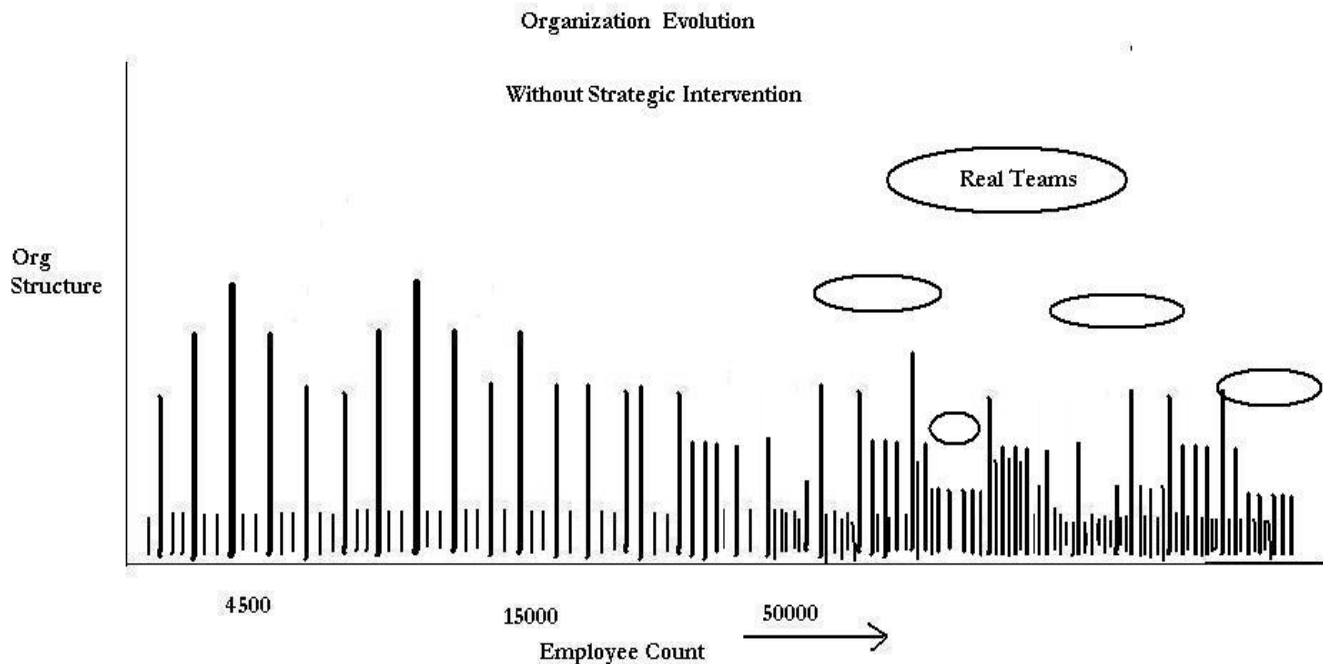 Organization Evolution
Without Strategic Intervention
Real Teams
Org
Structure
4500
15000
50000
Employee Count